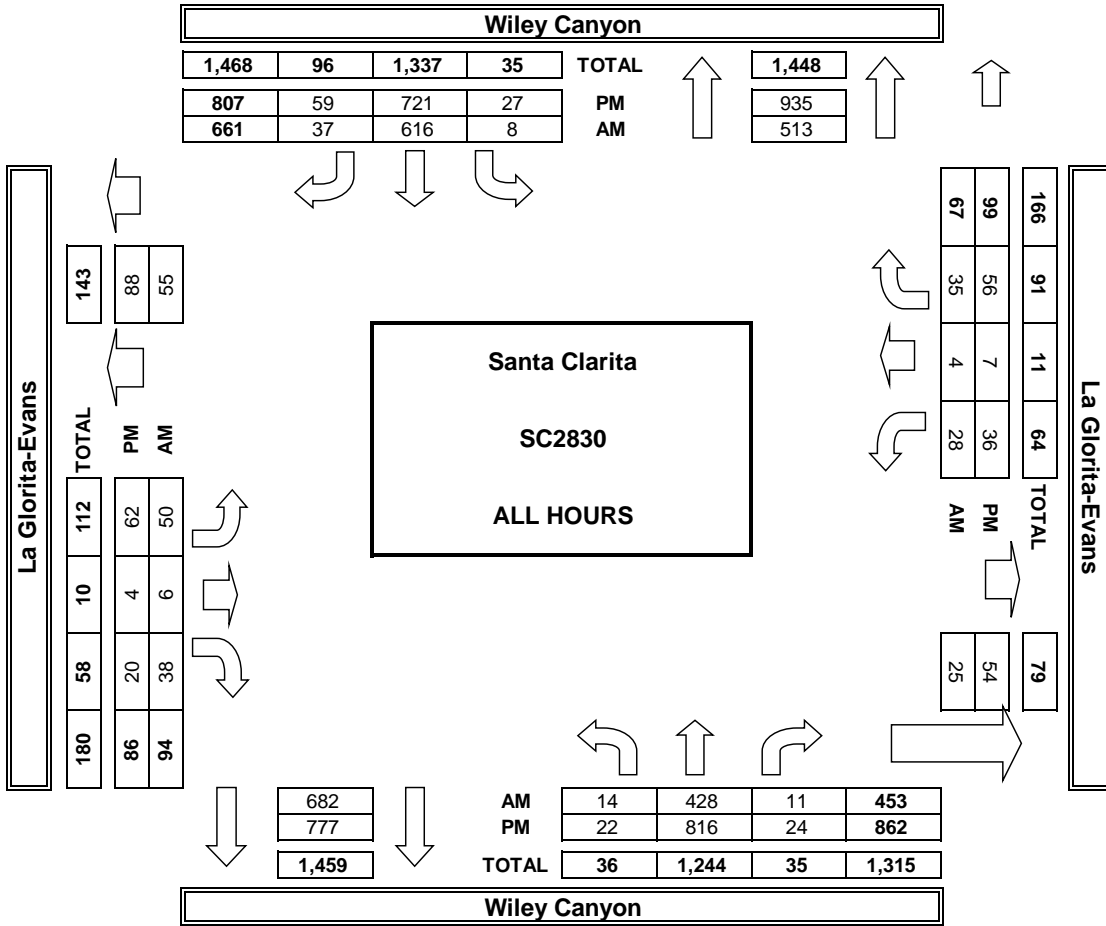 Wiley Canyon
1,468 96 1,337 35 TOTAL 1,448
807 59 721 27 PM 935
661 37 616 8 AM 513
La Glorita-Evans
143 88 55
TOTAL PM AM
112 62 50
10 4 6
58 20 38
180 86 94
Santa Clarita
SC2830
ALL HOURS
67 99 166
35 56 91
4 7 11
28 36 64
AM PM TOTAL
25 54 79
La Glorita-Evans
682 AM 14 428 11 453
777 PM 22 816 24 862
1,459 TOTAL 36 1,244 35 1,315
Wiley Canyon